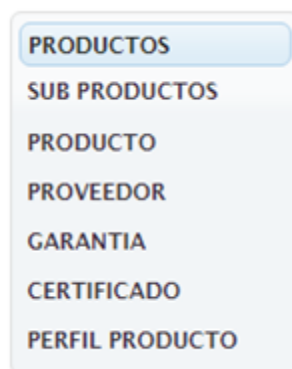 PRODUCTOS
SUB PRODUCTOS
PRODUCTO
PROVEEDOR
GARANTIA
CERTIFICADO
PERFIL PRODUCTO